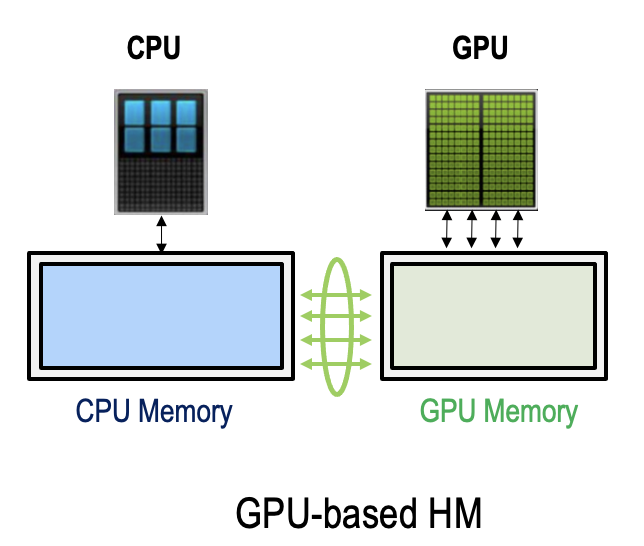 CPU
GPU
CPU Memory
GPU Memory
GPU-based HM